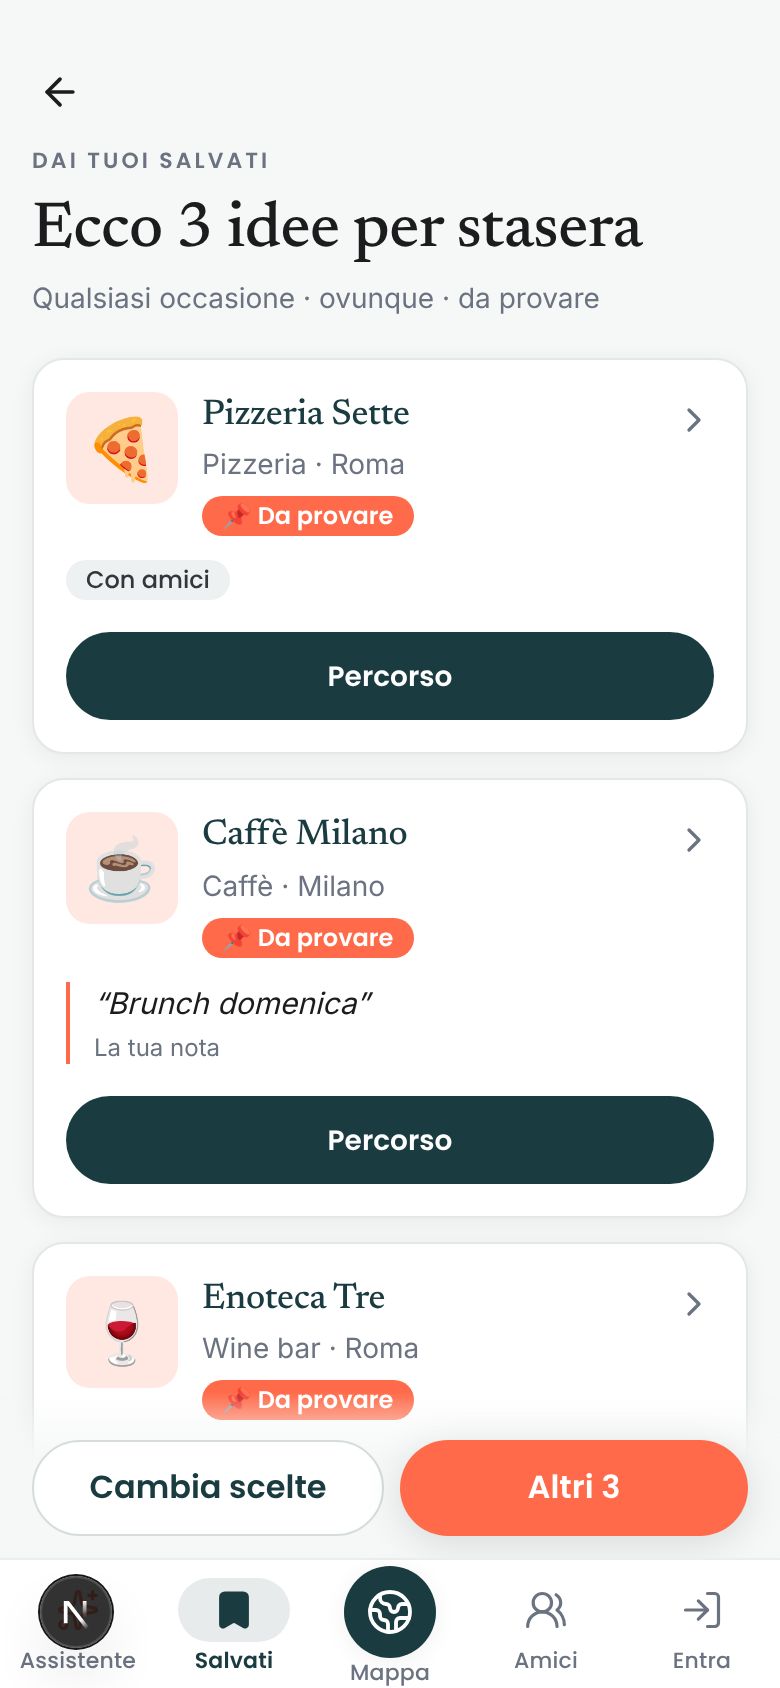 DAI TUOI SALVATI
Ecco 3 idee per stasera
Qualsiasi occasione · ovunque · da provare
Pizzeria Sette
Pizzeria · Roma
📌 Da provare
Con amici
Percorso
Caffè Milano
Caffè · Milano
📌 Da provare
“Brunch domenica”
La tua nota
Percorso
Enoteca Tre
Wine bar · Roma
📌 Da provare
Cambia scelte
Altri 3
N
Assistente
Salvati
Mappa
Amici
Entra